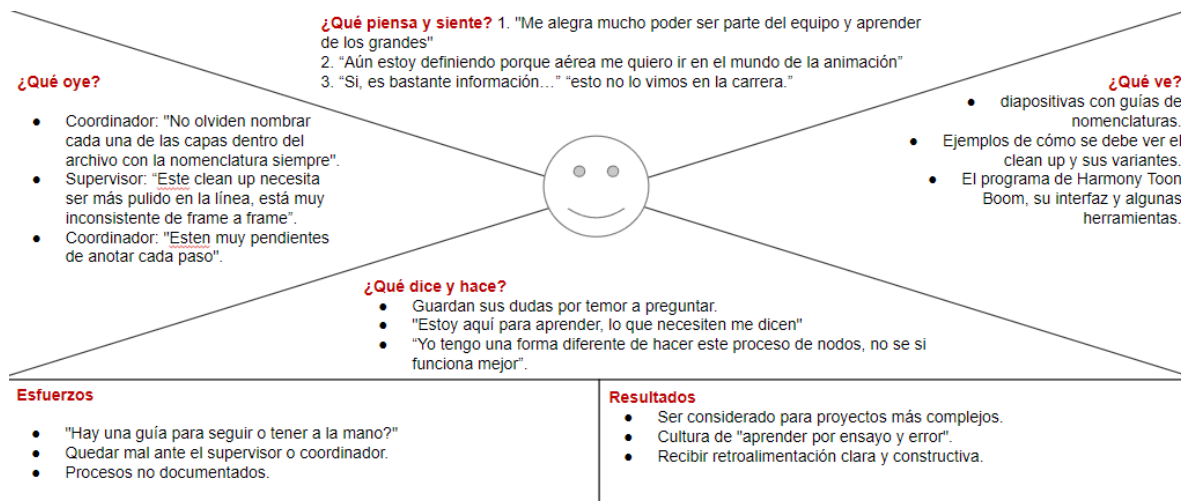 ¿Qué piensa y siente? 1. "Me alegra mucho poder ser parte del equipo y aprender
de los grandes"
2. “Aún estoy definiendo porque aérea me quiero ir en el mundo de la animación”
3. “Si, es bastante información…” “esto no lo vimos en la carrera.”
¿Qué oye?
● Coordinador: "No olviden nombrar
cada una de las capas dentro del
archivo con la nomenclatura siempre".
● Supervisor: “Este clean up necesita
ser más pulido en la línea, está muy
inconsistente de frame a frame”.
● Coordinador: "Esten muy pendientes
de anotar cada paso".
¿Qué ve?
● diapositivas con guías de
nomenclaturas.
● Ejemplos de cómo se debe ver el
clean up y sus variantes.
● El programa de Harmony Toon
Boom, su interfaz y algunas
herramientas.
¿Qué dice y hace?
● Guardan sus dudas por temor a preguntar.
● "Estoy aquí para aprender, lo que necesiten me dicen"
● “Yo tengo una forma diferente de hacer este proceso de nodos, no se si
funciona mejor”.
Esfuerzos
● "Hay una guía para seguir o tener a la mano?"
● Quedar mal ante el supervisor o coordinador.
● Procesos no documentados.
Resultados
● Ser considerado para proyectos más complejos.
● Cultura de "aprender por ensayo y error".
● Recibir retroalimentación clara y constructiva.